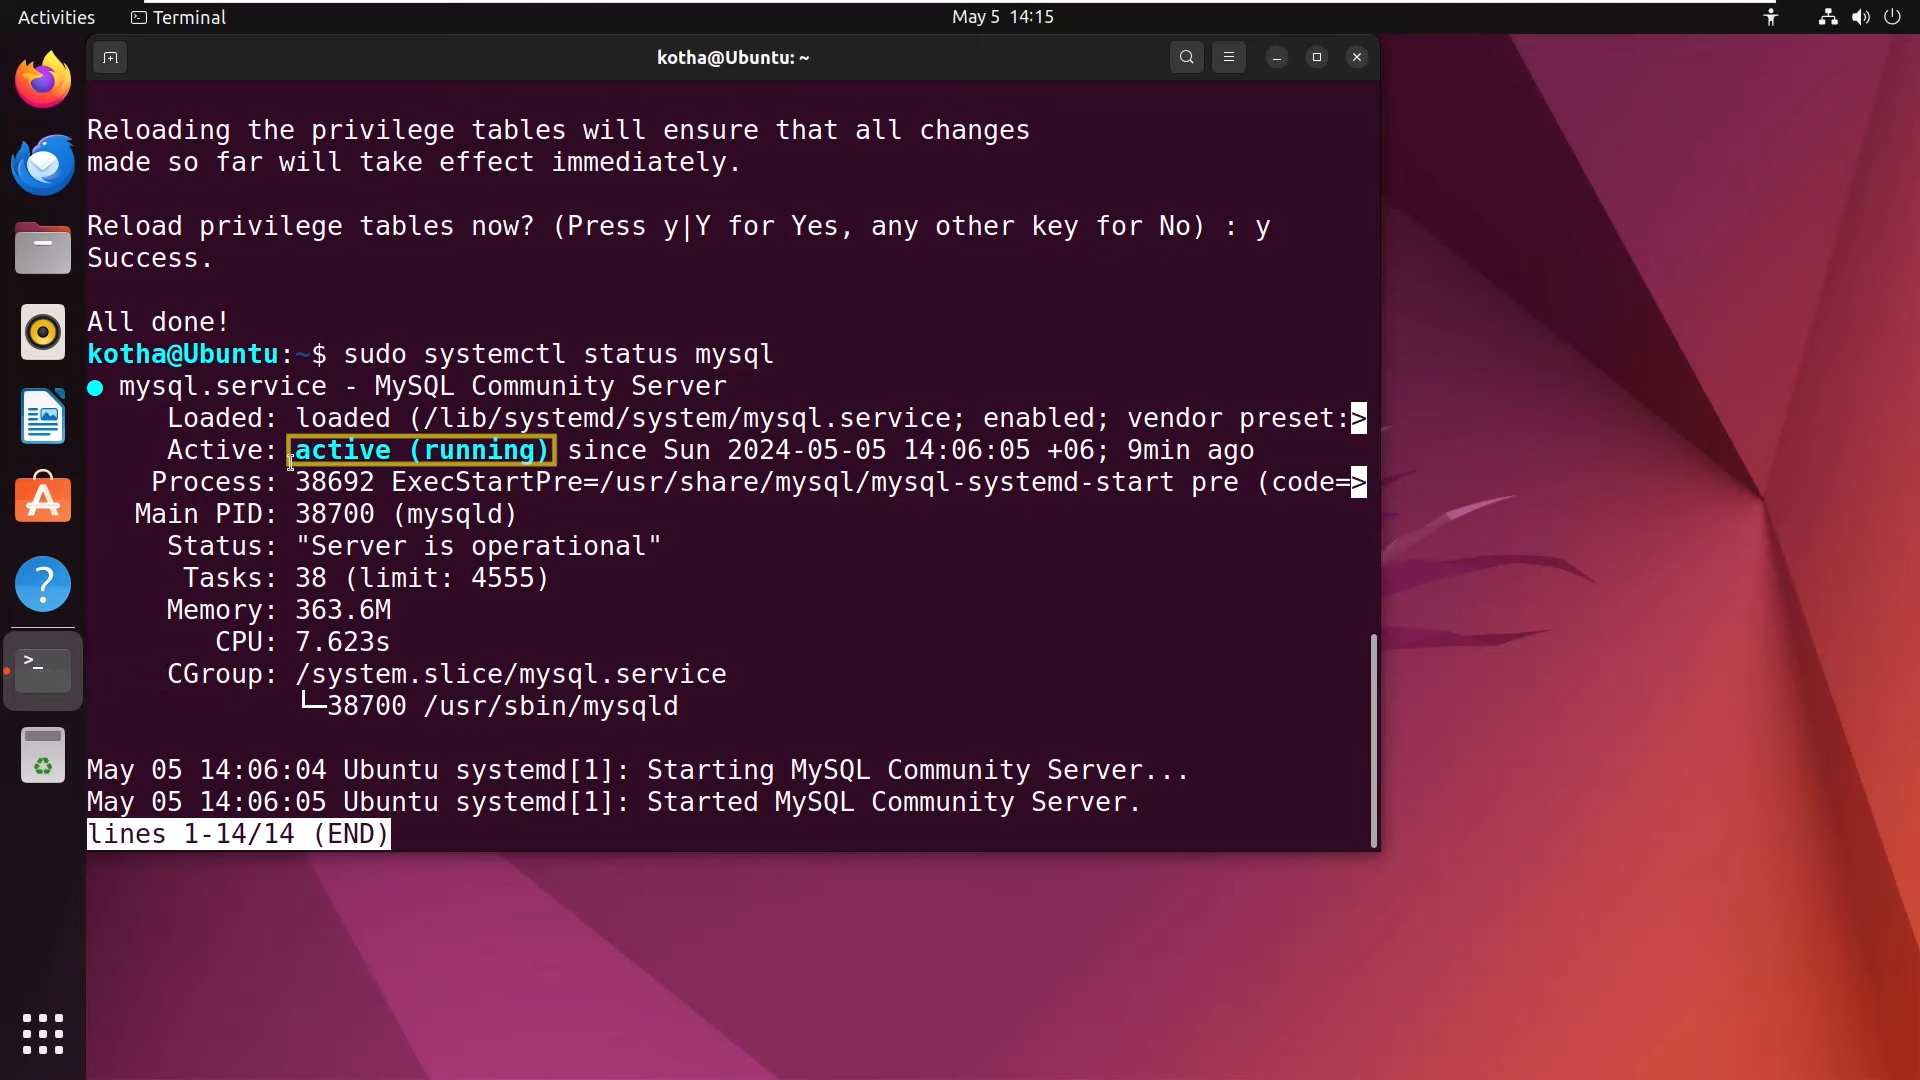 Activities Terminal May 5 14:15
kotha@Ubuntu: ~
Reloading the privilege tables will ensure that all changes
made so far will take effect immediately.
Reload privilege tables now? (Press y|Y for Yes, any other key for No) : y
Success.
All done!
kotha@Ubuntu:~$ sudo systemctl status mysql
● mysql.service - MySQL Community Server
Loaded: loaded (/lib/systemd/system/mysql.service; enabled; vendor preset:>
Active: active (running) since Sun 2024-05-05 14:06:05 +06; 9min ago
Process: 38692 ExecStartPre=/usr/share/mysql/mysql-systemd-start pre (code=>
Main PID: 38700 (mysqld)
Status: "Server is operational"
Tasks: 38 (limit: 4555)
Memory: 363.6M
CPU: 7.623s
CGroup: /system.slice/mysql.service
└─38700 /usr/sbin/mysqld
May 05 14:06:04 Ubuntu systemd[1]: Starting MySQL Community Server...
May 05 14:06:05 Ubuntu systemd[1]: Started MySQL Community Server.
lines 1-14/14 (END)